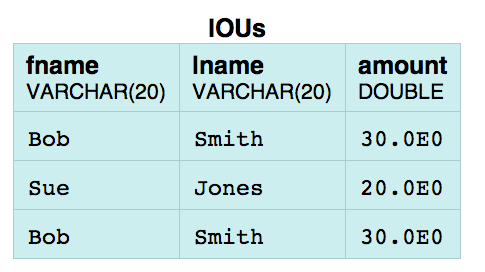 IOUs
fname lname amount
VARCHAR(20) VARCHAR(20) DOUBLE
Bob Smith 30.0E0
Sue Jones 20.0E0
Bob Smith 30.0E0